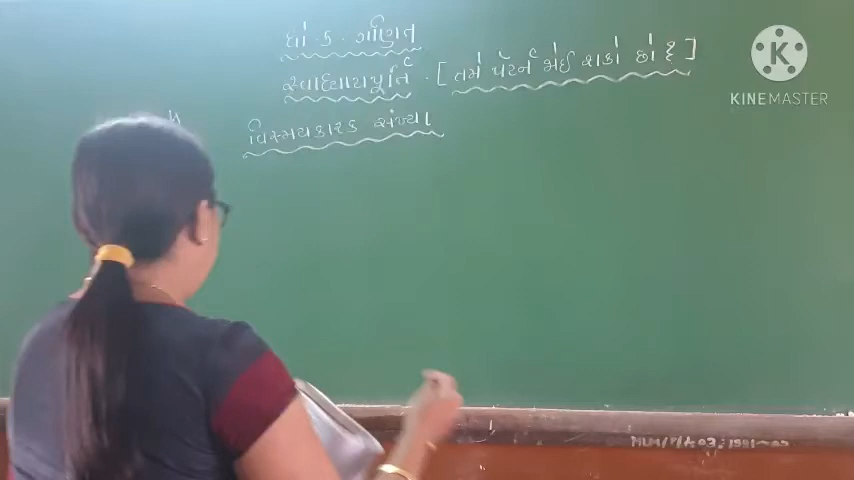 ધો. ૬. ગણિત
સ્વાધ્યાયપૂર્તિ. [તમે પેટર્ન જોઈ શકો છો?]
વિસ્મયકારક સંખ્યા
KINEMASTER